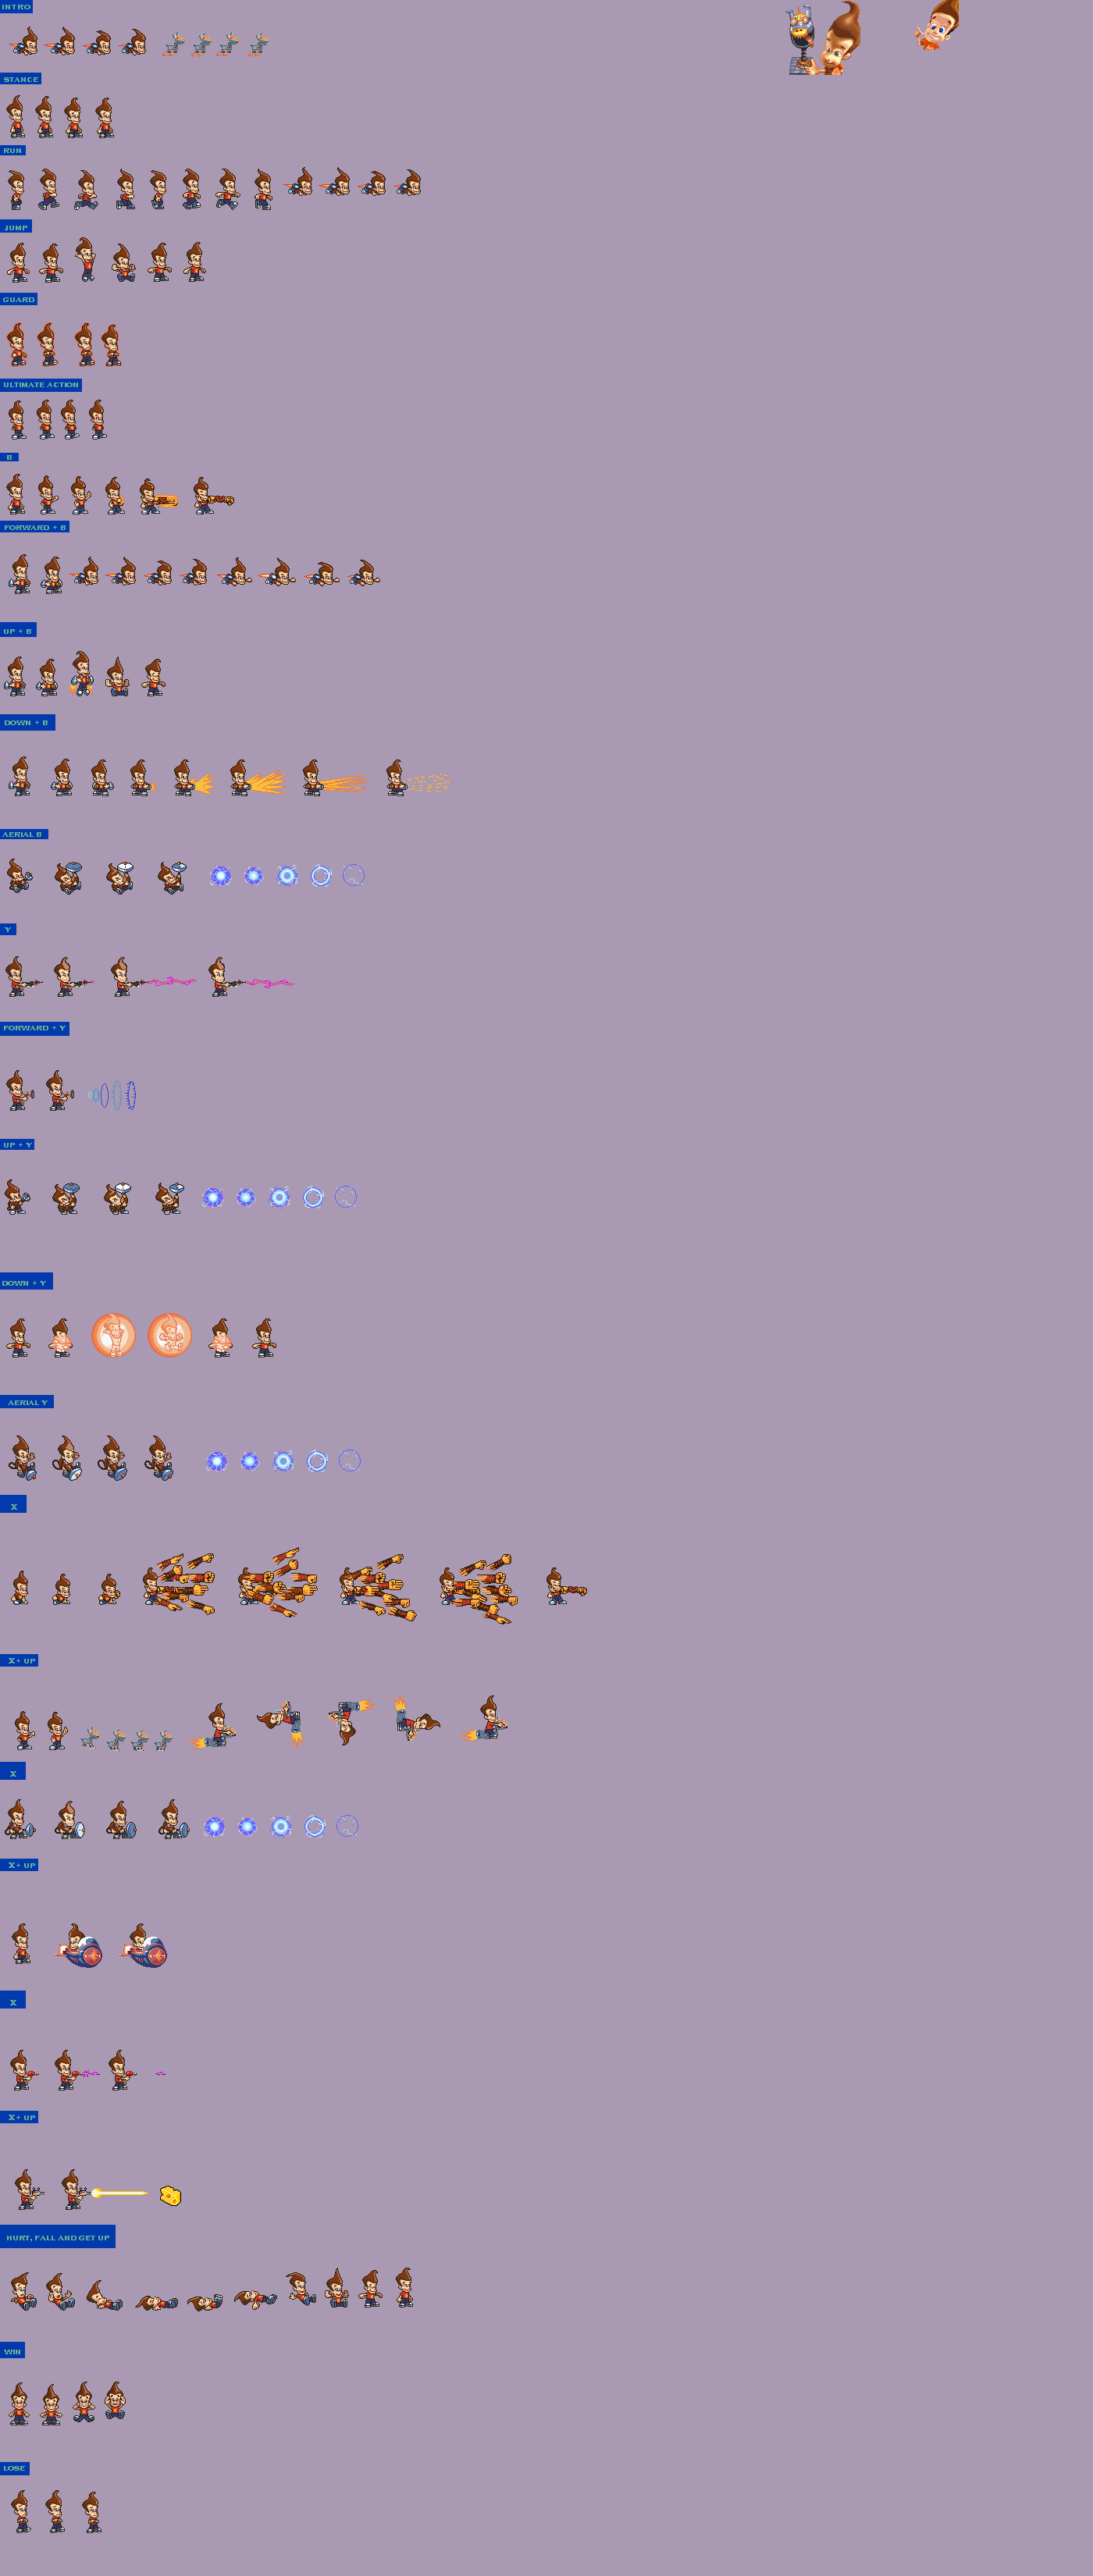 INTRO
STANCE
RUN
JUMP
GUARD
ULTIMATE ACTION
B
FORWARD + B
UP + B
DOWN + B
AERIAL B
Y
FORWARD + Y
UP + Y
DOWN + Y
AERIAL Y
X
X+ UP
X
X+ UP
X
X+ UP
HURT, FALL AND GET UP
WIN
LOSE